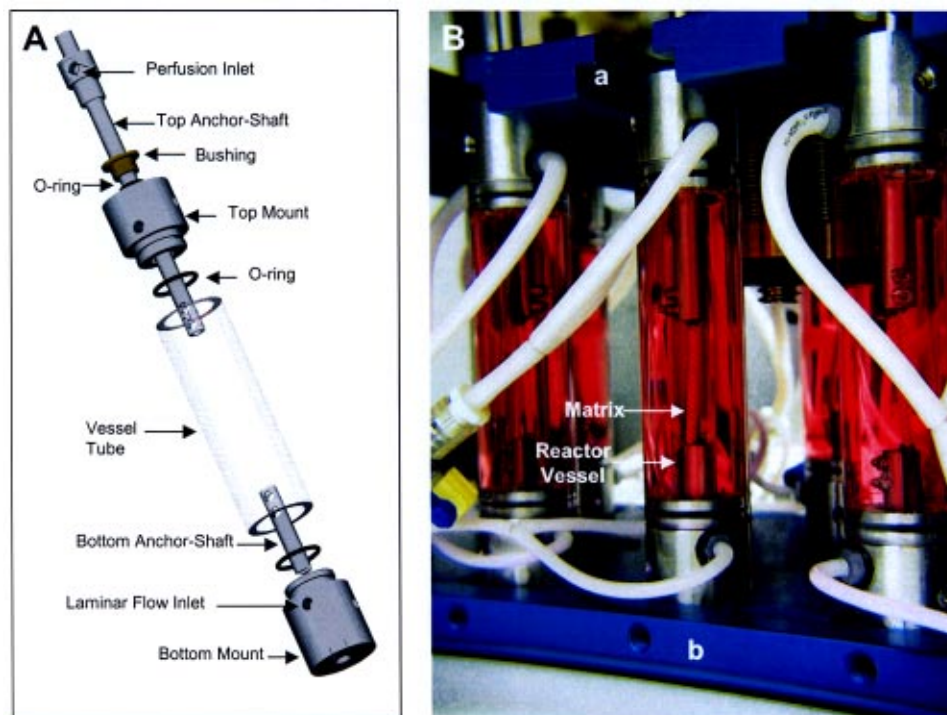 A
Perfusion Inlet
Top Anchor-Shaft
Bushing
O-ring
Top Mount
O-ring
Vessel
Tube
Bottom Anchor-Shaft
Laminar Flow Inlet
Bottom Mount
B
a
Matrix
Reactor
Vessel
b